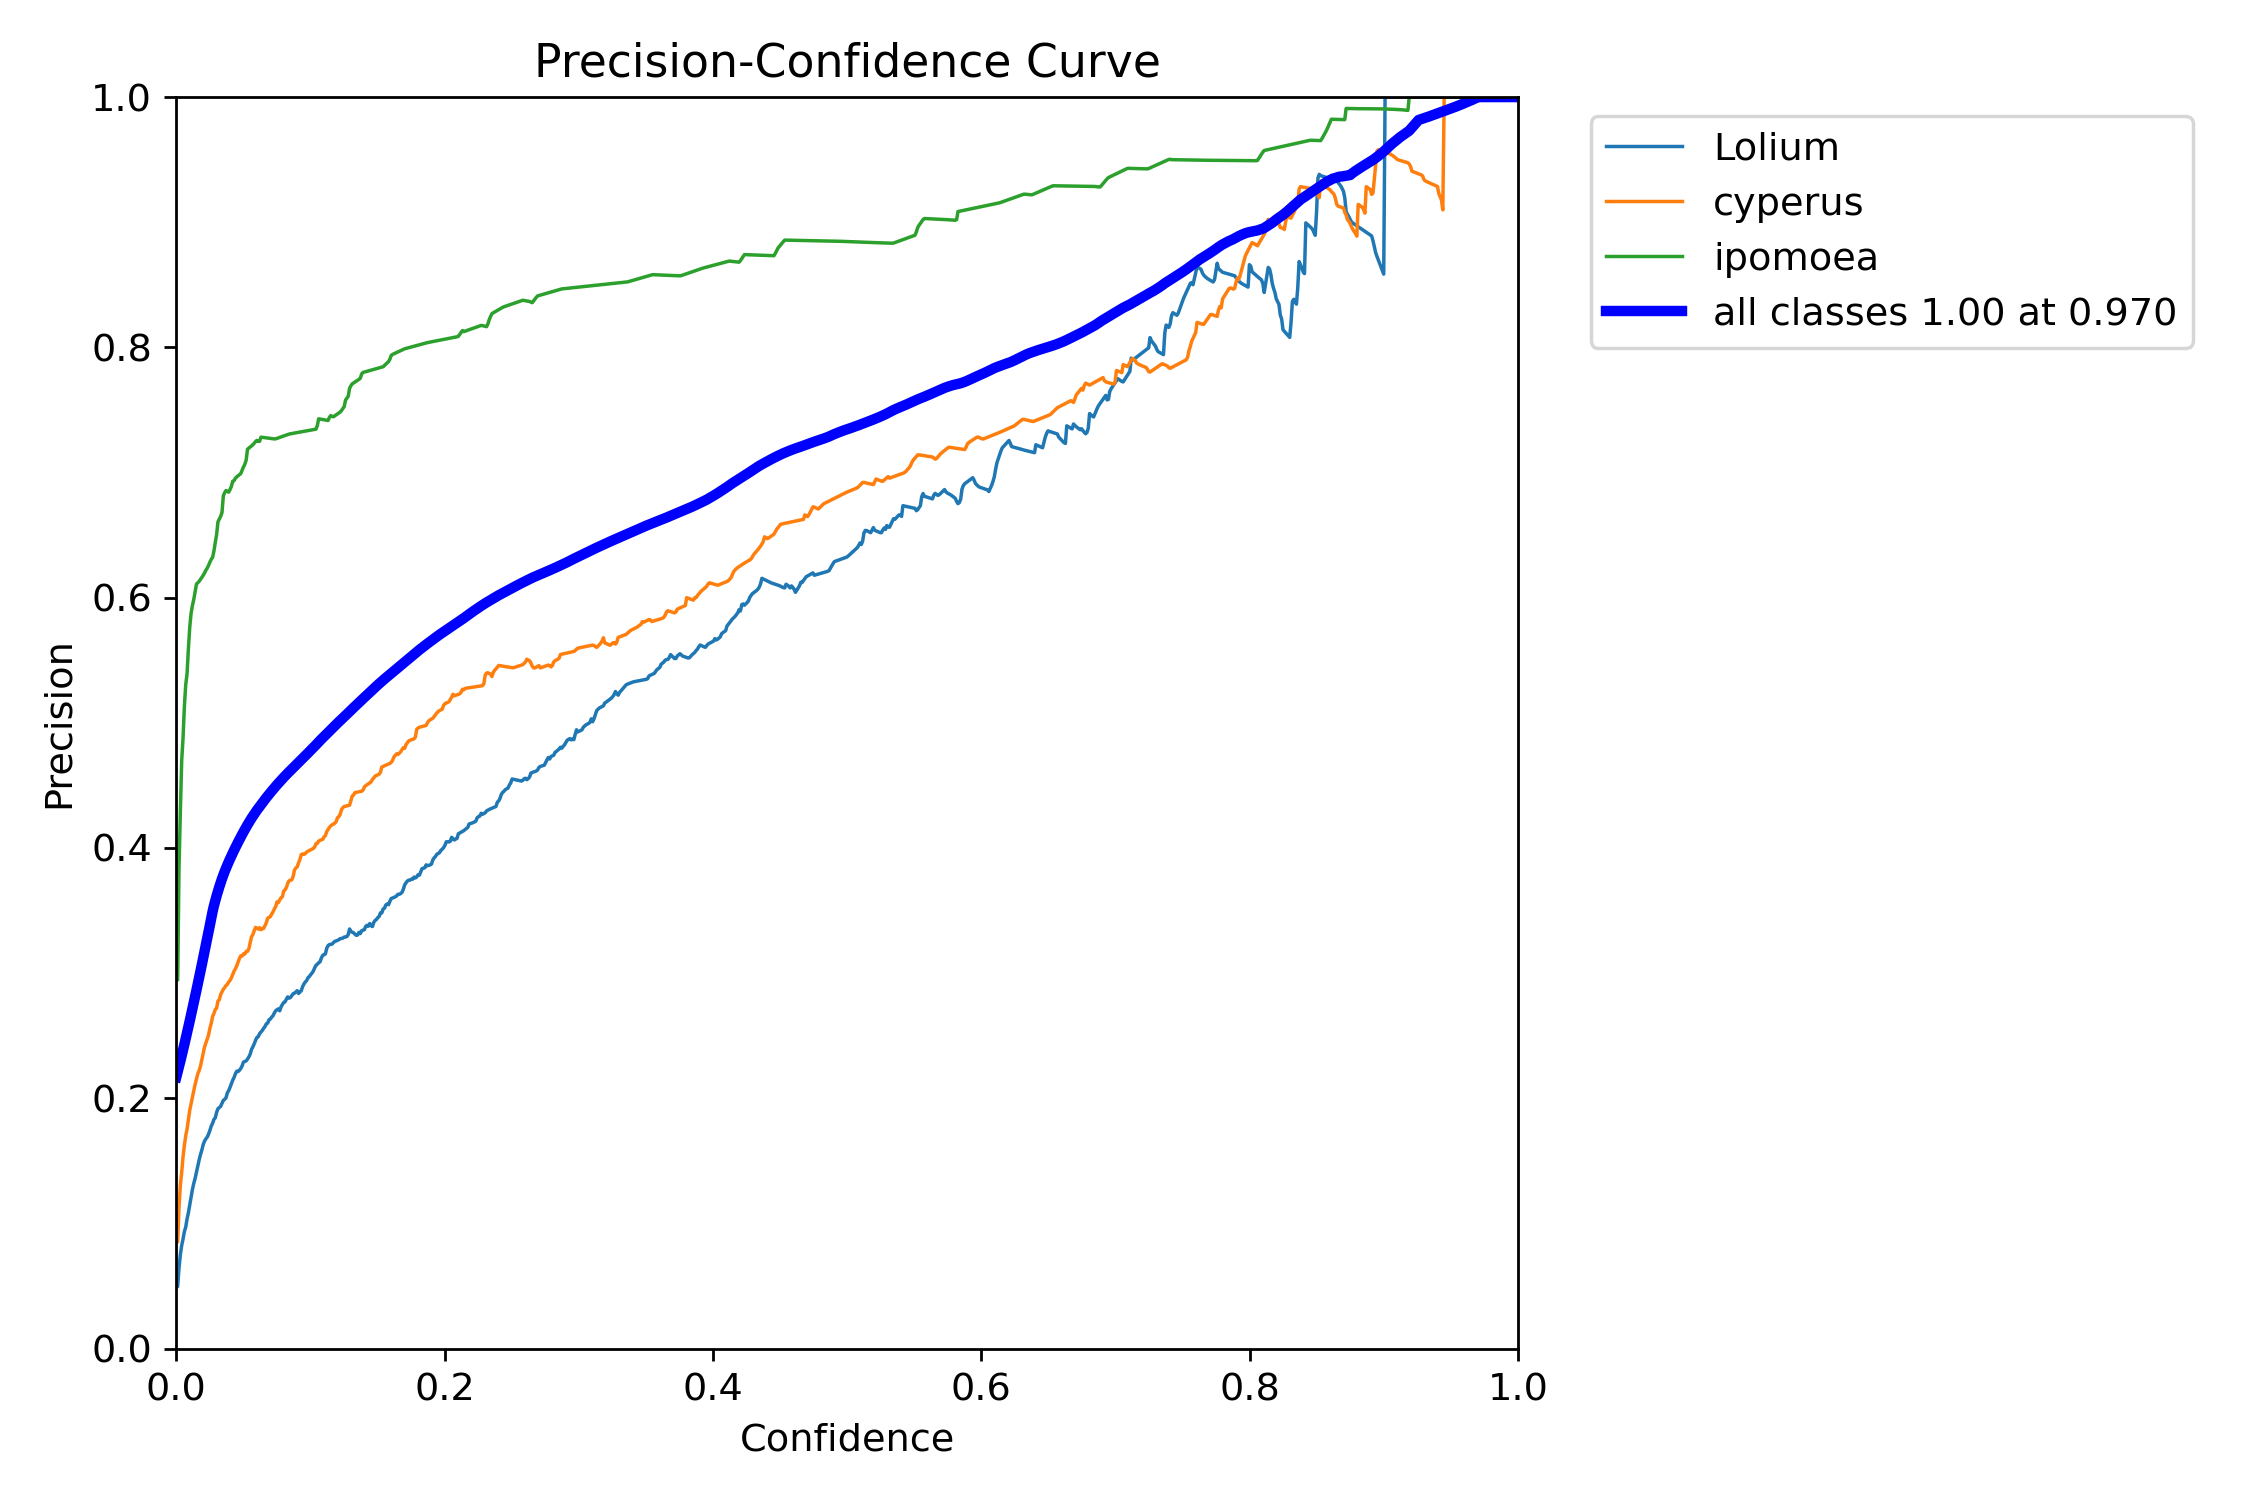 Precision-Confidence Curve
1.0
0.8
0.6
0.4
0.2
0.0
Precision
0.0 0.2 0.4 0.6 0.8 1.0
Confidence
Lolium
cyperus
ipomoea
all classes 1.00 at 0.970